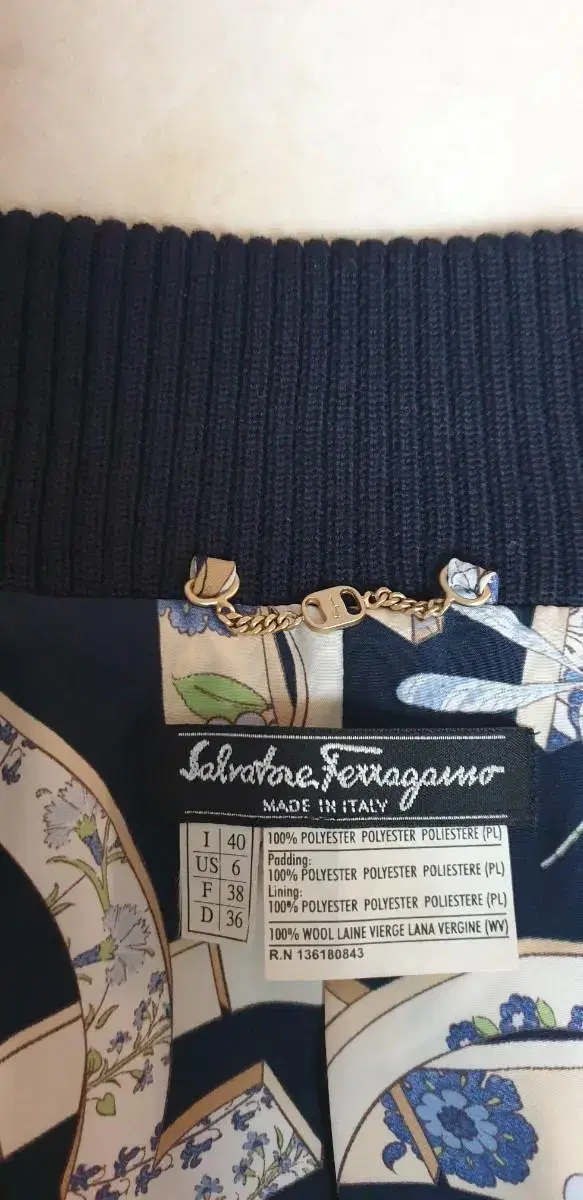 Salvatore Ferragamo
MADE IN ITALY
I 40
US 6
F 38
D 36
100% POLYESTER POLYESTER POLIESTERE (PL)
Padding:
100% POLYESTER POLYESTER POLIESTERE (PL)
Lining:
100% POLYESTER POLYESTER POLIESTERE (PL)
100% WOOL LAINE VIERGE LANA VERGINE (WV)
R.N 136180843